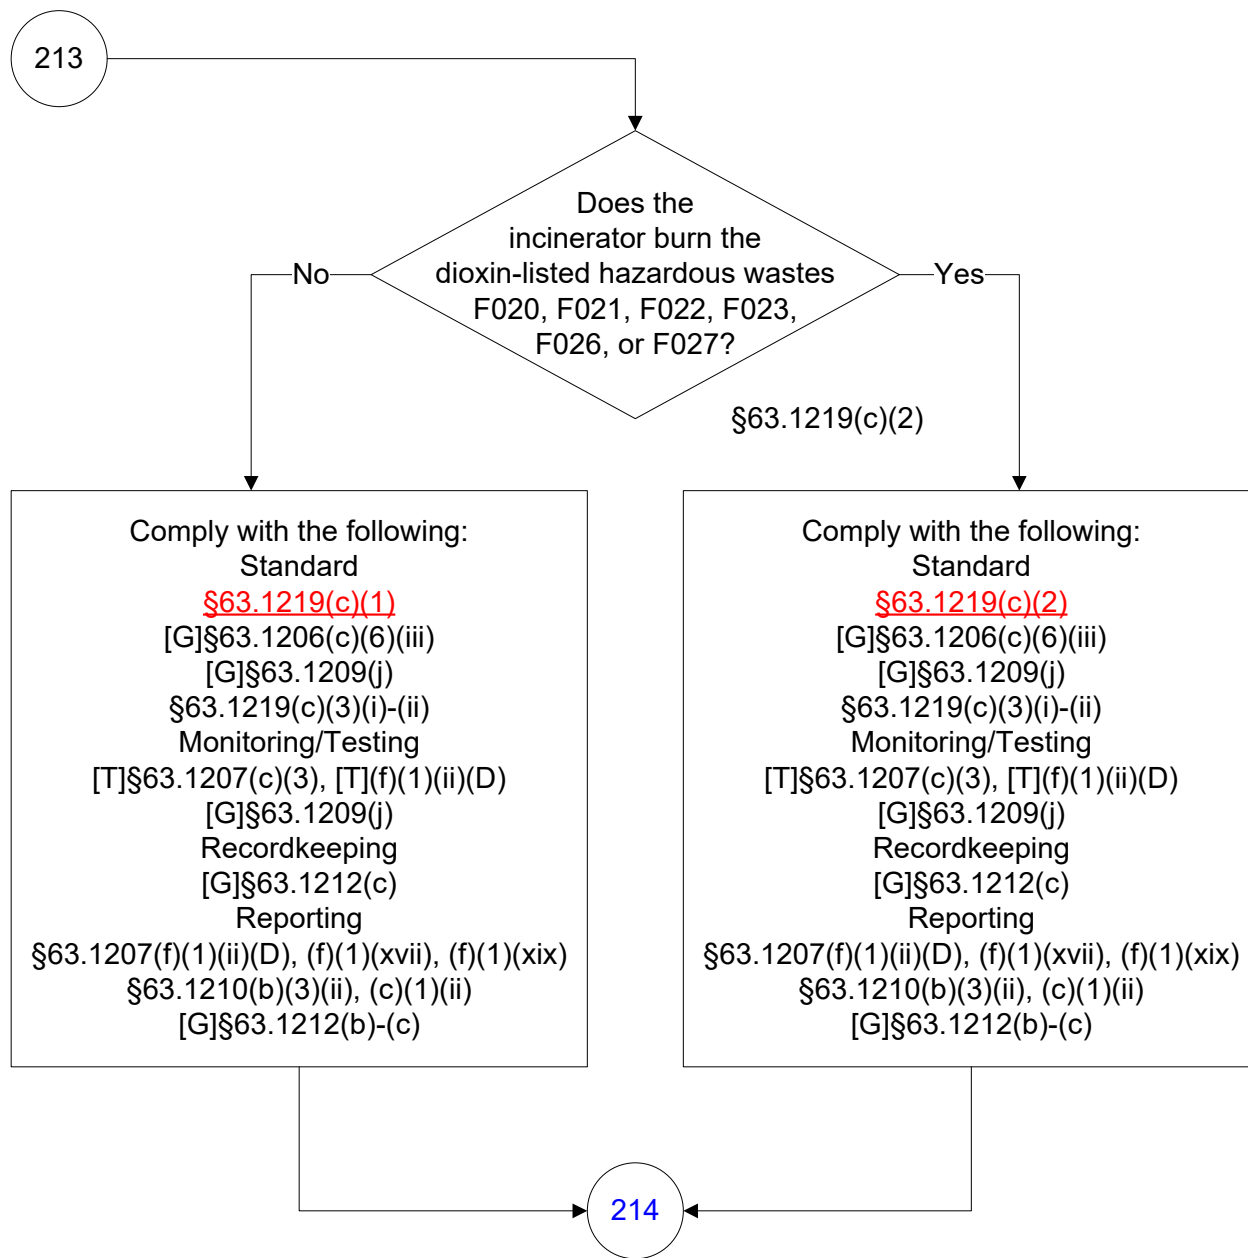 213
Does the
incinerator burn the
dioxin-listed hazardous wastes
F020, F021, F022, F023,
F026, or F027?
No
Yes
§63.1219(c)(2)
Comply with the following:
Standard
§63.1219(c)(1)
[G]§63.1206(c)(6)(iii)
[G]§63.1209(j)
§63.1219(c)(3)(i)-(ii)
Monitoring/Testing
[T]§63.1207(c)(3), [T](f)(1)(ii)(D)
[G]§63.1209(j)
Recordkeeping
[G]§63.1212(c)
Reporting
§63.1207(f)(1)(ii)(D), (f)(1)(xvii), (f)(1)(xix)
§63.1210(b)(3)(ii), (c)(1)(ii)
[G]§63.1212(b)-(c)
Comply with the following:
Standard
§63.1219(c)(2)
[G]§63.1206(c)(6)(iii)
[G]§63.1209(j)
§63.1219(c)(3)(i)-(ii)
Monitoring/Testing
[T]§63.1207(c)(3), [T](f)(1)(ii)(D)
[G]§63.1209(j)
Recordkeeping
[G]§63.1212(c)
Reporting
§63.1207(f)(1)(ii)(D), (f)(1)(xvii), (f)(1)(xix)
§63.1210(b)(3)(ii), (c)(1)(ii)
[G]§63.1212(b)-(c)
214